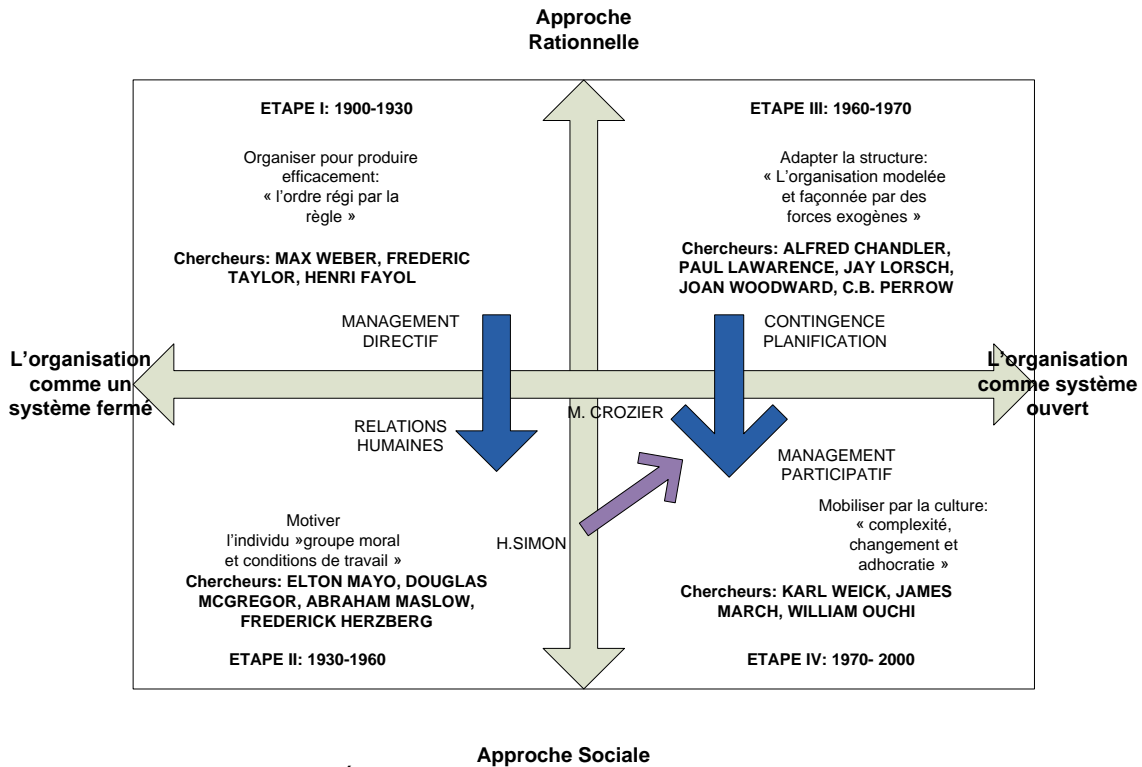 Approche
Rationnelle
ETAPE I: 1900-1930
Organiser pour produire
efficacement:
« l’ordre régi par la
règle »
Chercheurs: MAX WEBER, FREDERIC
TAYLOR, HENRI FAYOL
MANAGEMENT
DIRECTIF
ETAPE III: 1960-1970
Adapter la structure:
« L’organisation modelée
et façonnée par des
forces exogènes »
Chercheurs: ALFRED CHANDLER,
PAUL LAWARENCE, JAY LORSCH,
JOAN WOODWARD, C.B. PERROW
CONTINGENCE
PLANIFICATION
L’organisation
comme un
système fermé
L’organisation
comme système
ouvert
RELATIONS
HUMAINES
M. CROZIER
MANAGEMENT
PARTICIPATIF
H.SIMON
Motiver
l’individu »groupe moral
et conditions de travail »
Chercheurs: ELTON MAYO, DOUGLAS
MCGREGOR, ABRAHAM MASLOW,
FREDERICK HERZBERG
ETAPE II: 1930-1960
Mobiliser par la culture:
« complexité,
changement et
adhocratie »
Chercheurs: KARL WEICK, JAMES
MARCH, WILLIAM OUCHI
ETAPE IV: 1970- 2000
Approche Sociale